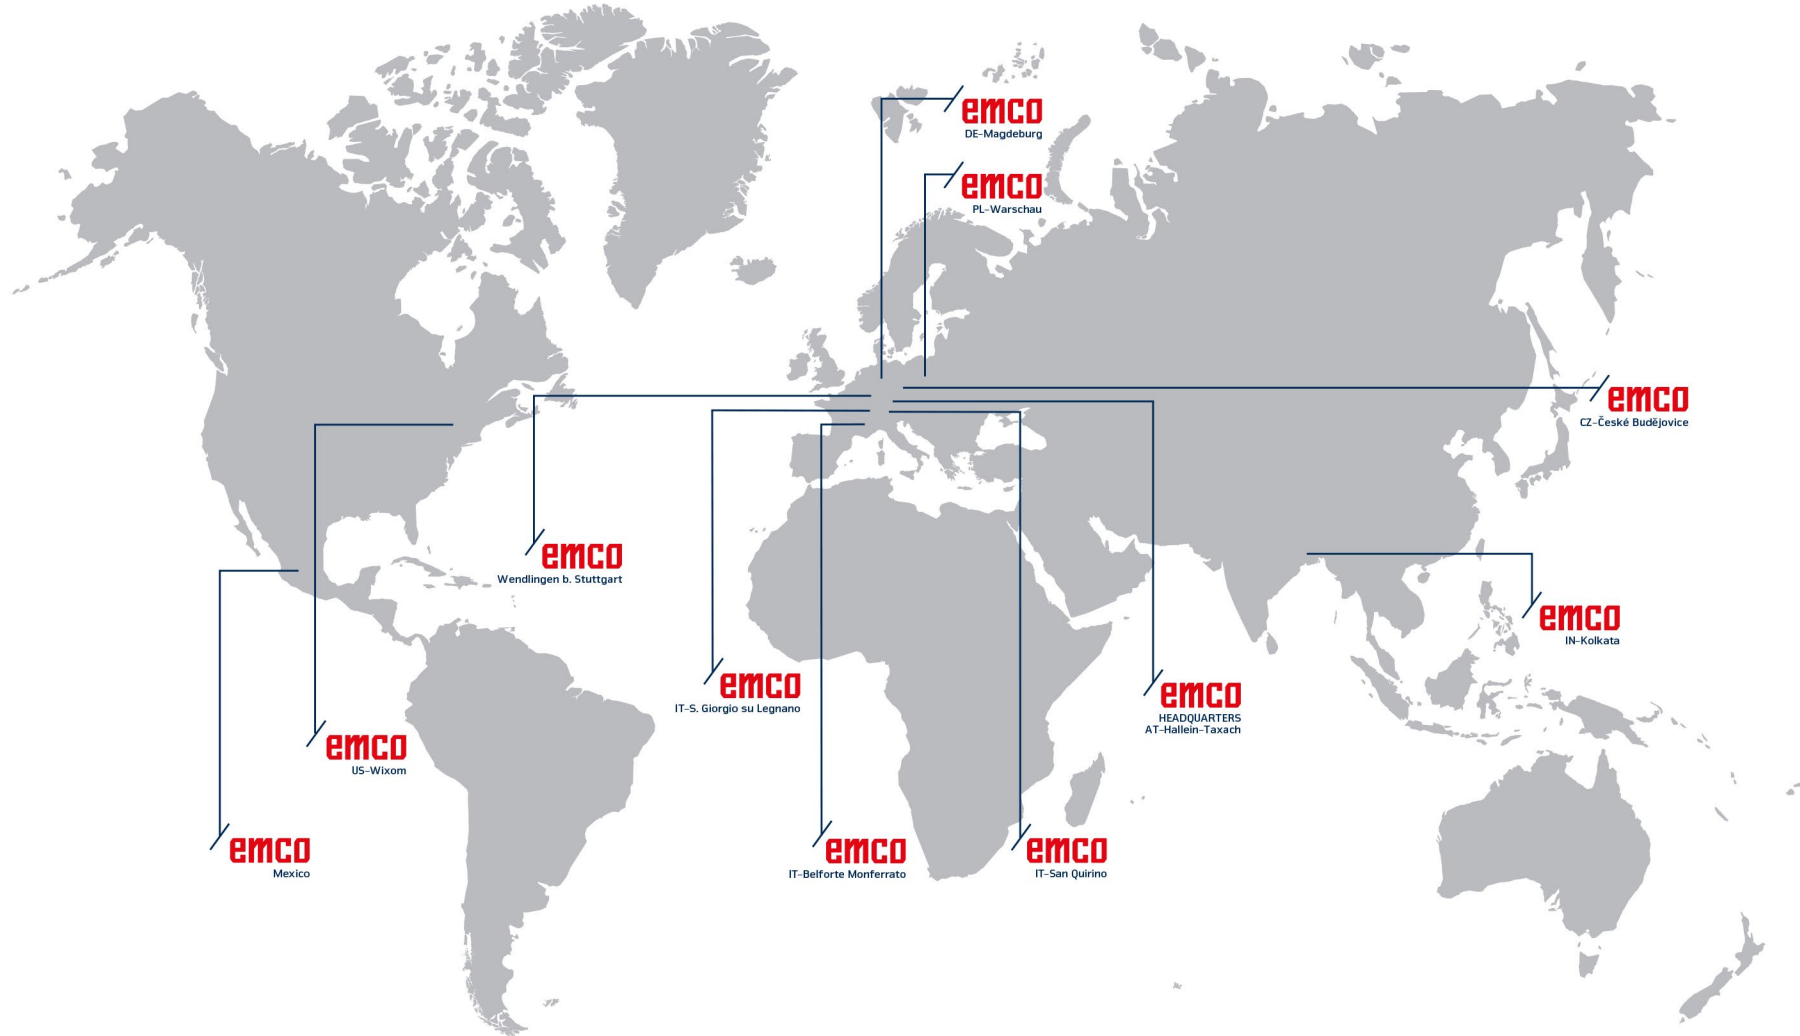 emco
DE-Magdeburg
emco
PL-Warschau
emco
CZ-České Budějovice
emco
Wendlingen b. Stuttgart
emco
IN-Kolkata
emco
IT-S. Giorgio su Legnano
emco
HEADQUARTERS
AT-Hallein-Taxach
emco
US-Wixom
emco
Mexico
emco
IT-Belforte Monferrato
emco
IT-San Quirino